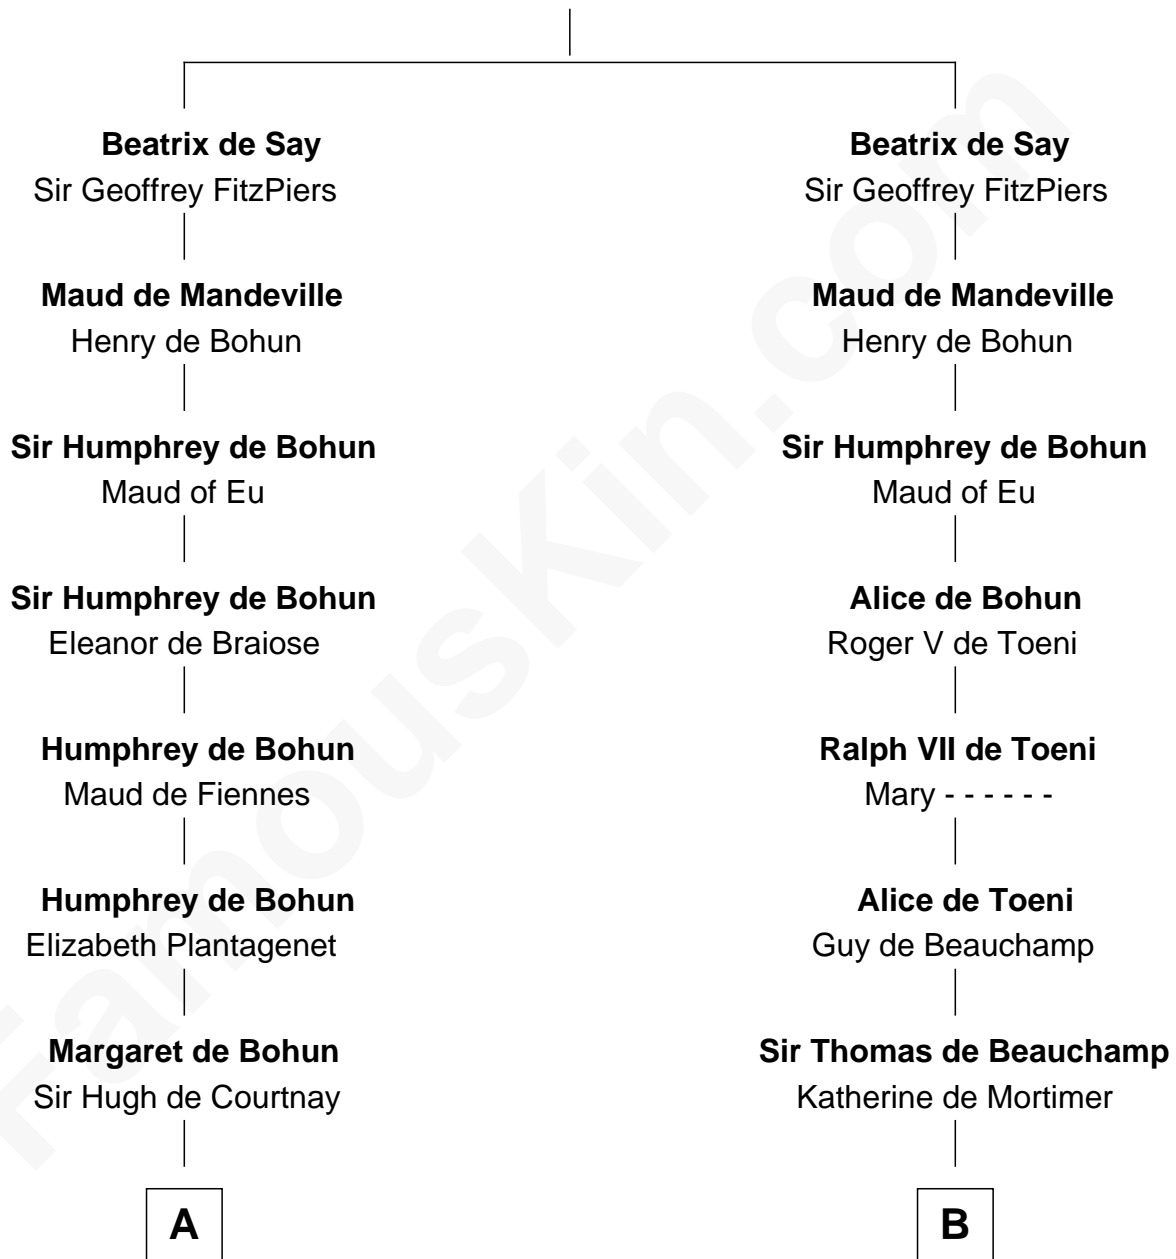 Beatrix de Say
Sir Geoffrey FitzPiers
Maud de Mandeville
Henry de Bohun
Sir Humphrey de Bohun
Maud of Eu
Sir Humphrey de Bohun
Eleanor de Braiose
Humphrey de Bohun
Maud de Fiennes
Humphrey de Bohun
Elizabeth Plantagenet
Margaret de Bohun
Sir Hugh de Courtnay
A
Beatrix de Say
Sir Geoffrey FitzPiers
Maud de Mandeville
Henry de Bohun
Sir Humphrey de Bohun
Maud of Eu
Alice de Bohun
Roger V de Toeni
Ralph VII de Toeni
Mary - - - - - -
Alice de Toeni
Guy de Beauchamp
Sir Thomas de Beauchamp
Katherine de Mortimer
B
FamousKin.com